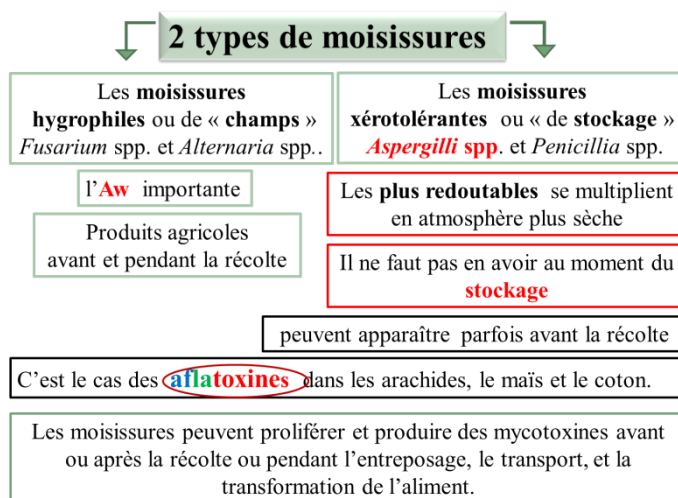 2 types de moisissures
Les moisissures
hygrophiles ou de « champs »
Fusarium spp. et Alternaria spp..
l'Aw importante
Produits agricoles
avant et pendant la récolte
Les moisissures
xérotolérantes ou « de stockage »
Aspergilli spp. et Penicillia spp.
Les plus redoutables se multiplient
en atmosphère plus sèche
Il ne faut pas en avoir au moment du
stockage
peuvent apparaître parfois avant la récolte
C'est le cas des aflatoxines dans les arachides, le maïs et le coton.
Les moisissures peuvent proliférer et produire des mycotoxines avant
ou après la récolte ou pendant l'entreposage, le transport, et la
transformation de l'aliment.